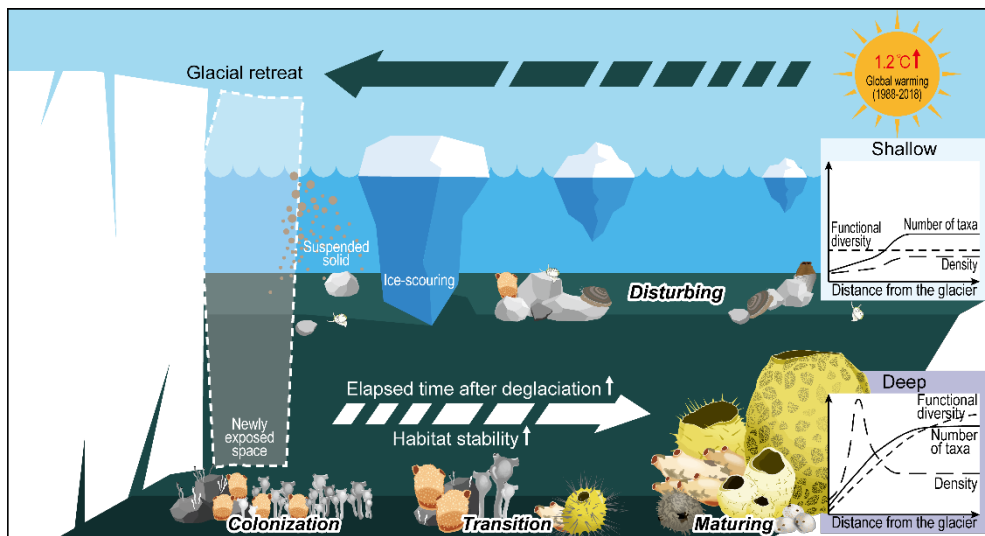 Glacial retreat
1.2℃↑
Global warming
(1988-2018)
Shallow
Functional
diversity
Number of taxa
Density
Distance from the glacier
Suspended
solid
Ice-scouring
Disturbing
Elapsed time after deglaciation↑
Habitat stability↑
Newly
exposed
space
Deep
Functional
diversity
Number
of taxa
Density
Distance from the glacier
Colonization
Transition
Maturing